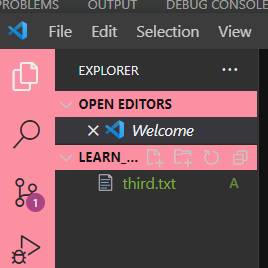 PROBLEMS OUTPUT DEBUG CONSOLE
File Edit Selection View
EXPLORER ...
OPEN EDITORS
Welcome
LEARN_...
third.txt A
1